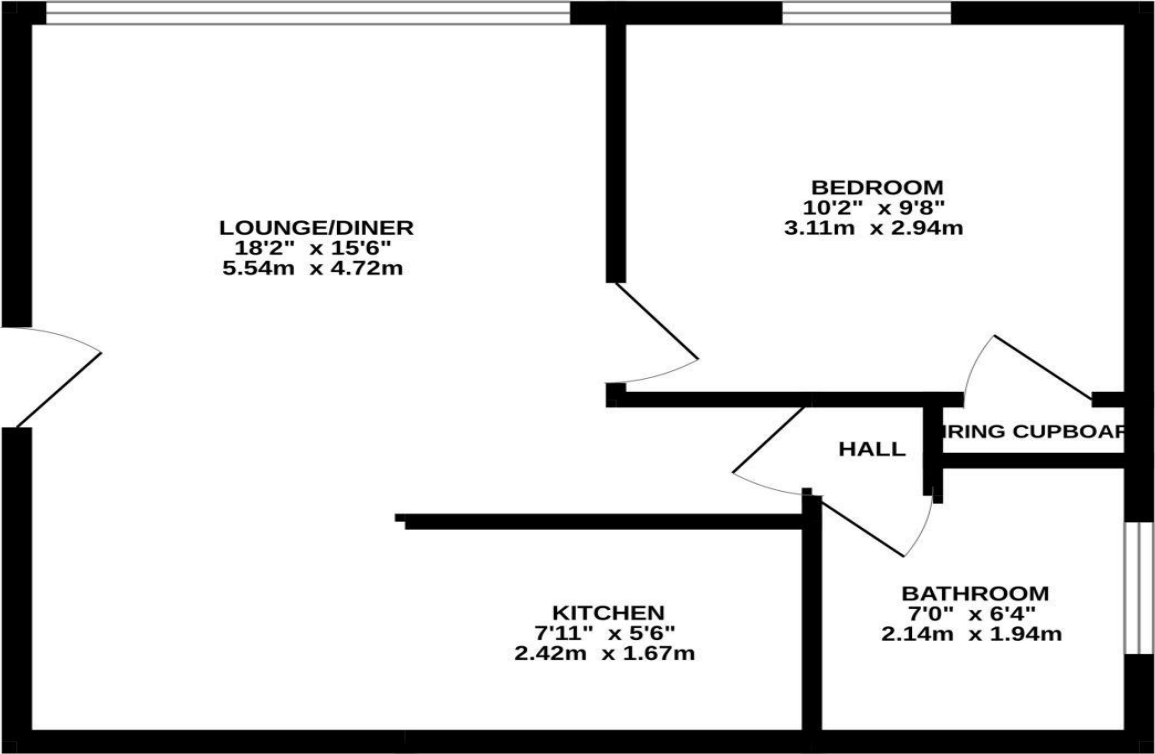 BEDROOM
10'2" x 9'8"
3.11m x 2.94m
LOUNGE/DINER
18'2" x 15'6"
5.54m x 4.72m
IRING CUPBOAR
HALL
BATHROOM
7'0" x 6'4"
2.14m x 1.94m
KITCHEN
7'11" x 5'6"
2.42m x 1.67m